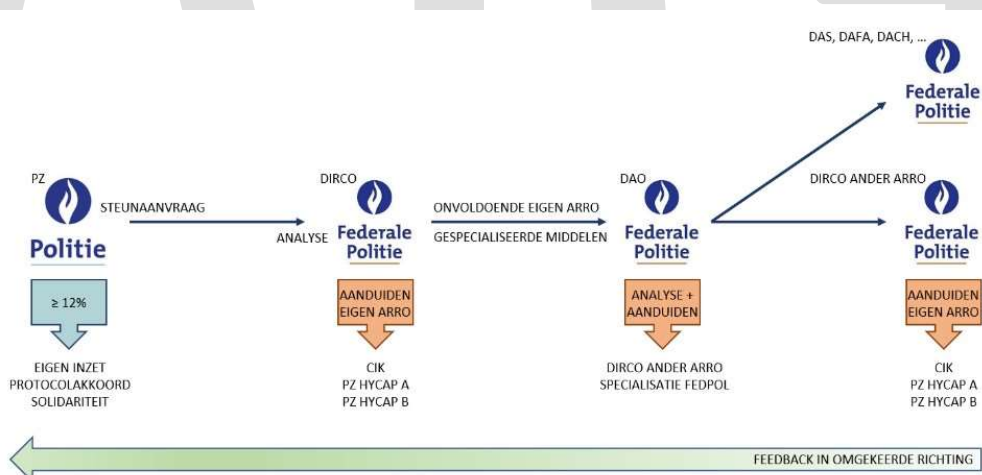 DAS, DAFA, DACH, ...
Federale
Politie
PZ
STEUNAANVRAAG
Politie
≥ 12%
EIGEN INZET
PROTOCOLAKKOORD
SOLIDARITEIT
DIRCO
ANALYSE
Federale
Politie
AANDUIDEN
EIGEN ARRO
CIK
PZ HYCAP A
PZ HYCAP B
ONVOLDOENDE EIGEN ARRO
GESPECIALISEERDE MIDDELEN
DAO
Federale
Politie
ANALYSE +
AANDUIDEN
DIRCO ANDER ARRO
SPECIALISATIE FEDPOL
DIRCO ANDER ARRO
Federale
Politie
AANDUIDEN
EIGEN ARRO
CIK
PZ HYCAP A
PZ HYCAP B
FEEDBACK IN OMGEKEERDE RICHTING